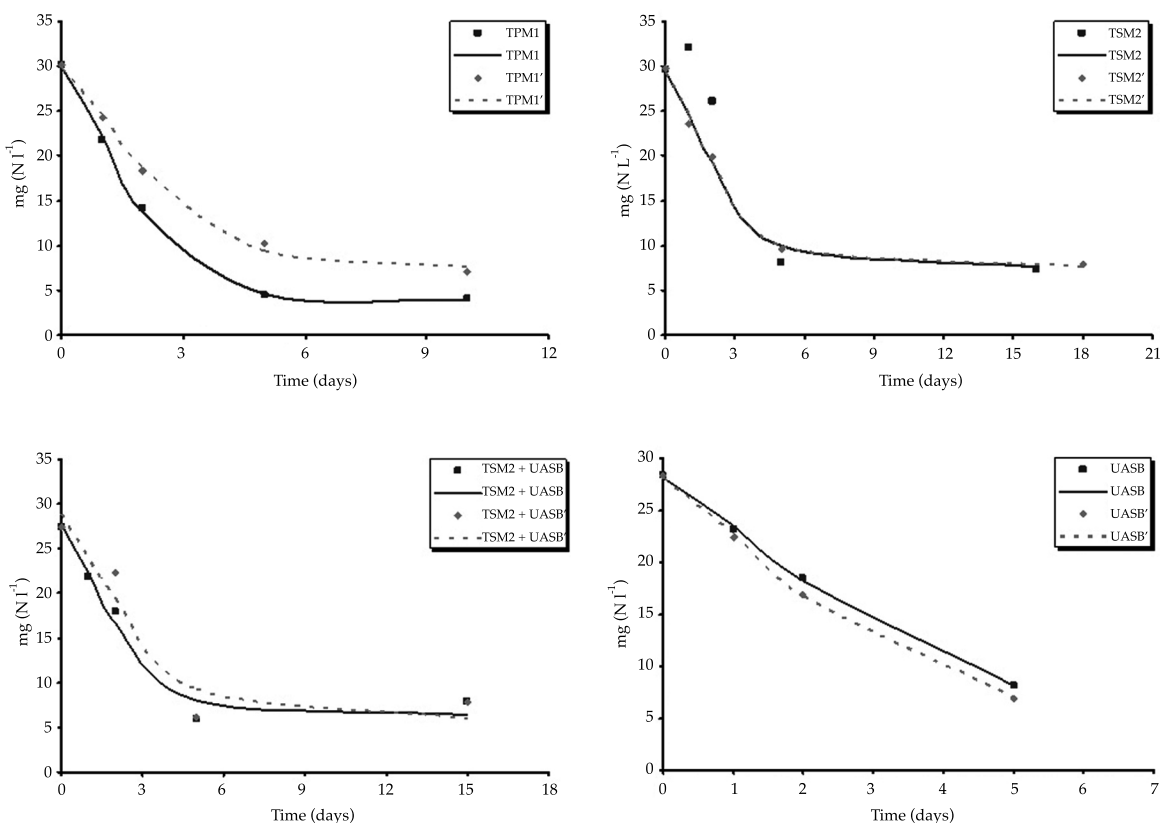 35
30
25
20
15
10
5
0
mg (N l⁻¹)
0 3 6 9 12
Time (days)
TPM1
TPM1
TPM1’
TPM1’
35
30
25
20
15
10
5
0
mg (N L⁻¹)
0 3 6 9 12 15 18 21
Time (days)
TSM2
TSM2
TSM2’
TSM2’
35
30
25
20
15
10
5
0
mg (N l⁻¹)
0 3 6 9 12 15 18
Time (days)
TSM2 + UASB
TSM2 + UASB
TSM2 + UASB’
TSM2 + UASB’
30
25
20
15
10
5
0
mg (N l⁻¹)
0 1 2 3 4 5 6 7
Time (days)
UASB
UASB
UASB’
UASB’